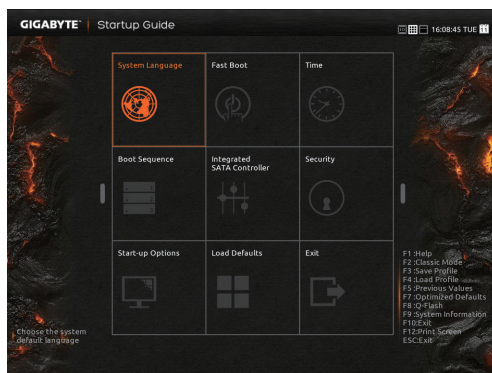 GIGABYTE™ Startup Guide
16:08:45 TUE 11
System Language
Fast Boot
Time
Boot Sequence
Integrated
SATA Controller
Security
Start-up Options
Load Defaults
Exit
Choose the system
default language
F1 :Help
F2 :Classic Mode
F3 :Save Profile
F4 :Load Profile
F5 :Previous Values
F7 :Optimized Defaults
F8 :Q-Flash
F9 :System Information
F10:Exit
F12:Print Screen
ESC:Exit